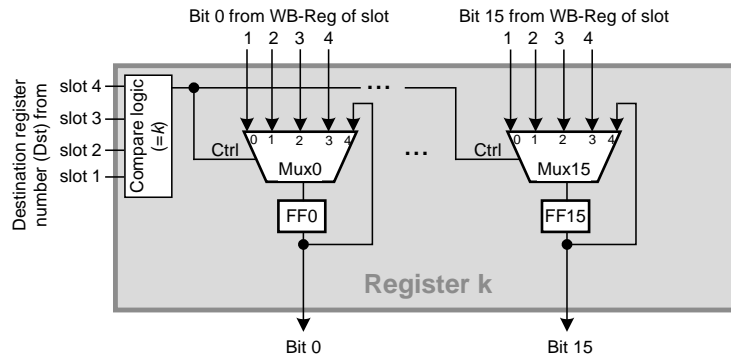 Bit 0 from WB-Reg of slot
Bit 15 from WB-Reg of slot
1 2 3 4
1 2 3 4
Destination register
number (Dst) from
slot 4
slot 3
slot 2
slot 1
Compare logic
(=k)
...
0 1 2 3 4
0 1 2 3 4
Ctrl
Mux0
...
Ctrl
Mux15
FF0
FF15
Register k
Bit 0
Bit 15